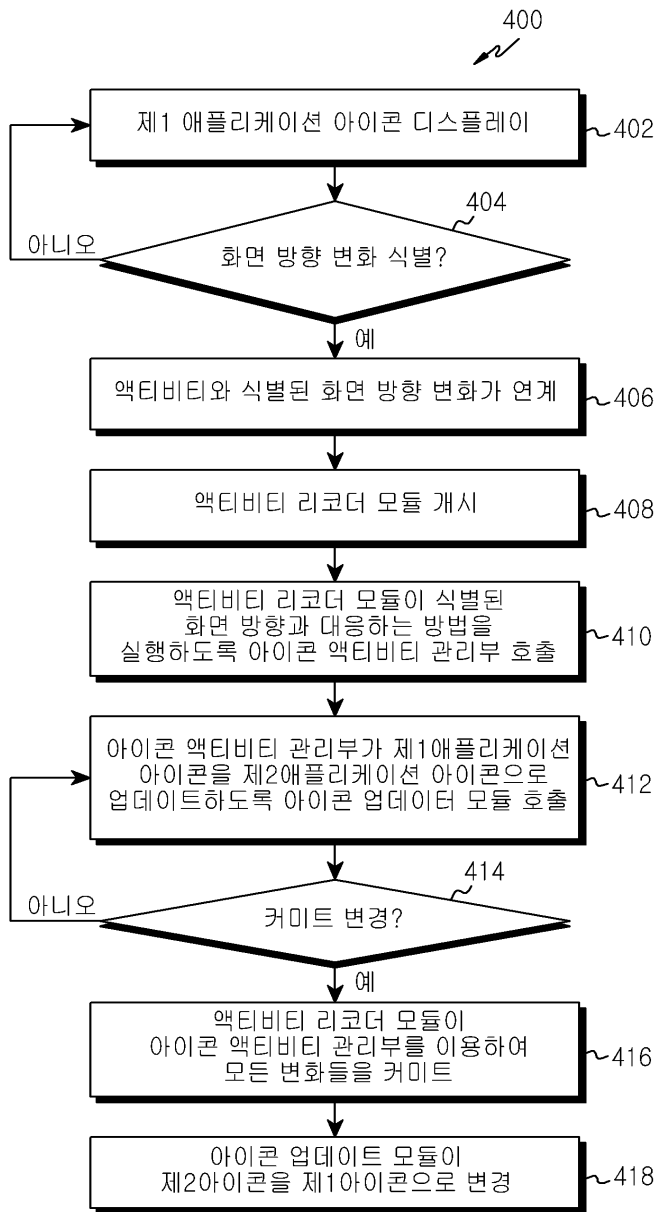 400
제1 애플리케이션 아이콘 디스플레이
402
404
화면 방향 변화 식별?
아니오
예
액티비티와 식별된 화면 방향 변화가 연계
406
액티비티 리코더 모듈 개시
408
액티비티 리코더 모듈이 식별된
화면 방향과 대응하는 방법을
실행하도록 아이콘 액티비티 관리부 호출
410
아이콘 액티비티 관리부가 제1애플리케이션
아이콘을 제2애플리케이션 아이콘으로
업데이트하도록 아이콘 업데이터 모듈 호출
412
414
커미트 변경?
아니오
예
액티비티 리코더 모듈이
아이콘 액티비티 관리부를 이용하여
모든 변화들을 커미트
416
아이콘 업데이트 모듈이
제2아이콘을 제1아이콘으로 변경
418